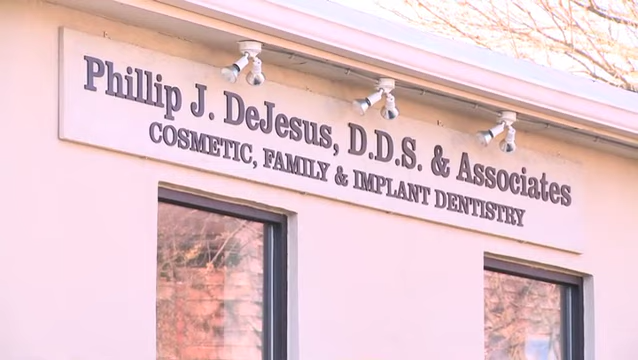 Phillip J. DeJesus, D.D.S. & Associates
COSMETIC, FAMILY & IMPLANT DENTISTRY